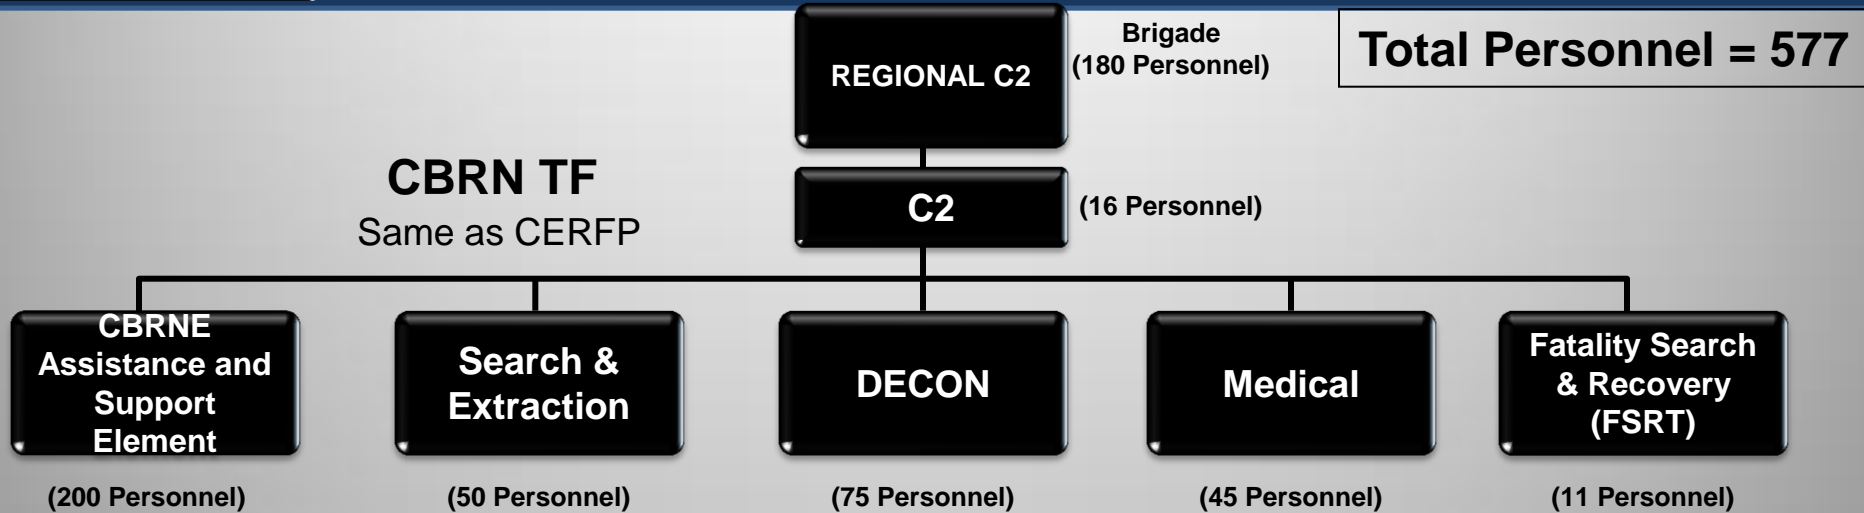 REGIONAL C2
Brigade
(180 Personnel)
Total Personnel = 577
CBRN TF
Same as CERFP
C2
(16 Personnel)
CBRNE
Assistance and
Support
Element
Search &
Extraction
DECON
Medical
Fatality Search
& Recovery
(FSRT)
(200 Personnel)
(50 Personnel)
(75 Personnel)
(45 Personnel)
(11 Personnel)